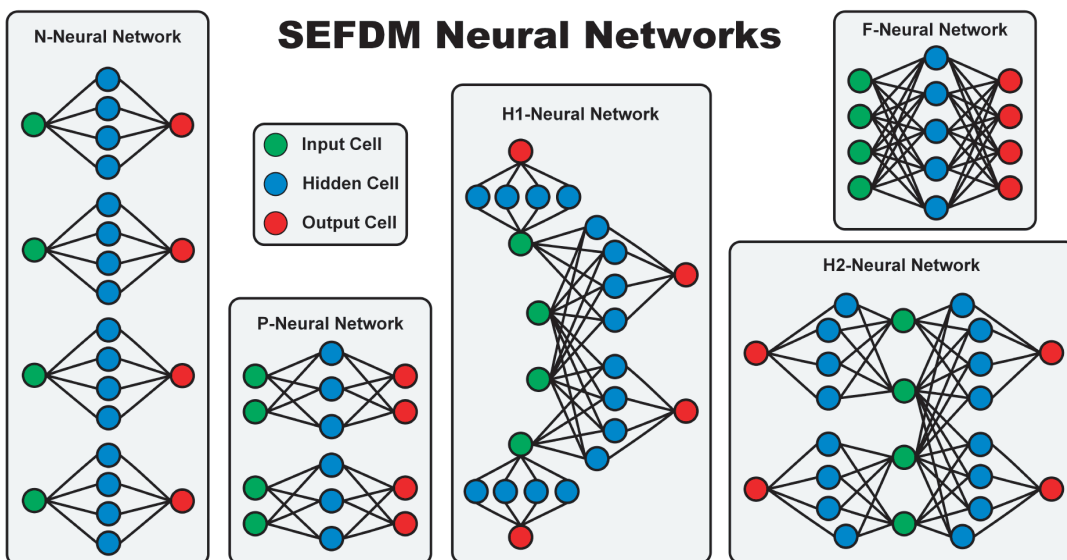 SEFDM Neural Networks
N-Neural Network
Input Cell
Hidden Cell
Output Cell
P-Neural Network
H1-Neural Network
F-Neural Network
H2-Neural Network